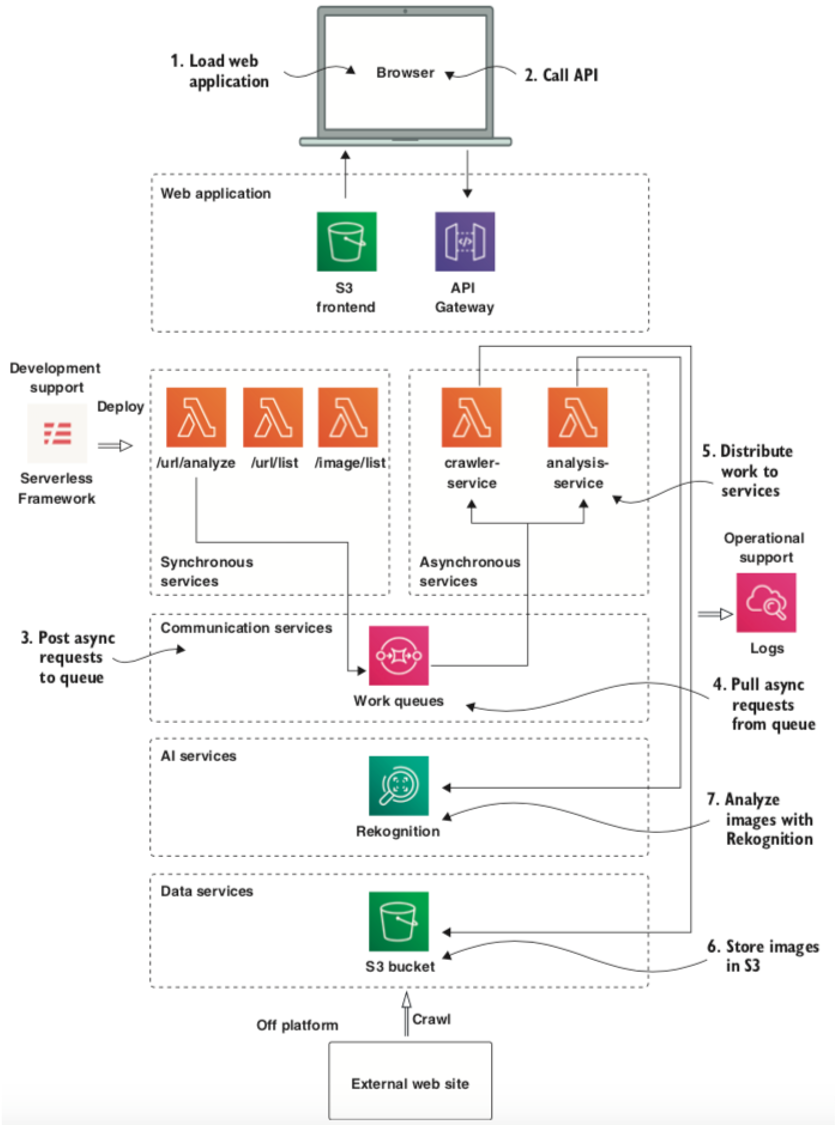 1. Load web
application
Browser
2. Call API
Web application
S3
frontend
API
Gateway
Development
support
Deploy
Serverless
Framework
/url/analyze
/url/list
/image/list
Synchronous
services
crawler-
service
analysis-
service
Asynchronous
services
5. Distribute
work to
services
Operational
support
Logs
3. Post async
requests
to queue
Communication services
Work queues
4. Pull async
requests
from queue
AI services
Rekognition
7. Analyze
images with
Rekognition
Data services
S3 bucket
6. Store images
in S3
Off platform
Crawl
External web site